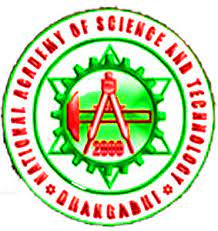 NATIONAL ACADEMY OF SCIENCE AND TECHNOLOGY
2000
DHANGADHI